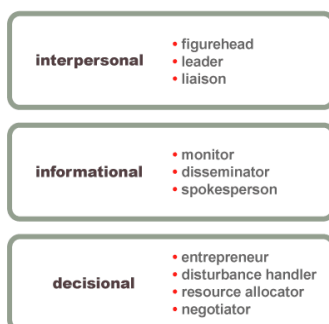 interpersonal
• figurehead
• leader
• liaison
informational
• monitor
• disseminator
• spokesperson
decisional
• entrepreneur
• disturbance handler
• resource allocator
• negotiator